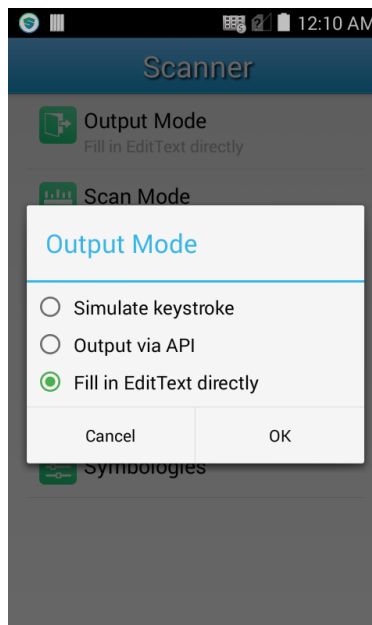 12:10 AM
Scanner
Output Mode
Fill in EditText directly
Scan Mode
Output Mode
Simulate keystroke
Output via API
Fill in EditText directly
Cancel OK
Symbologies